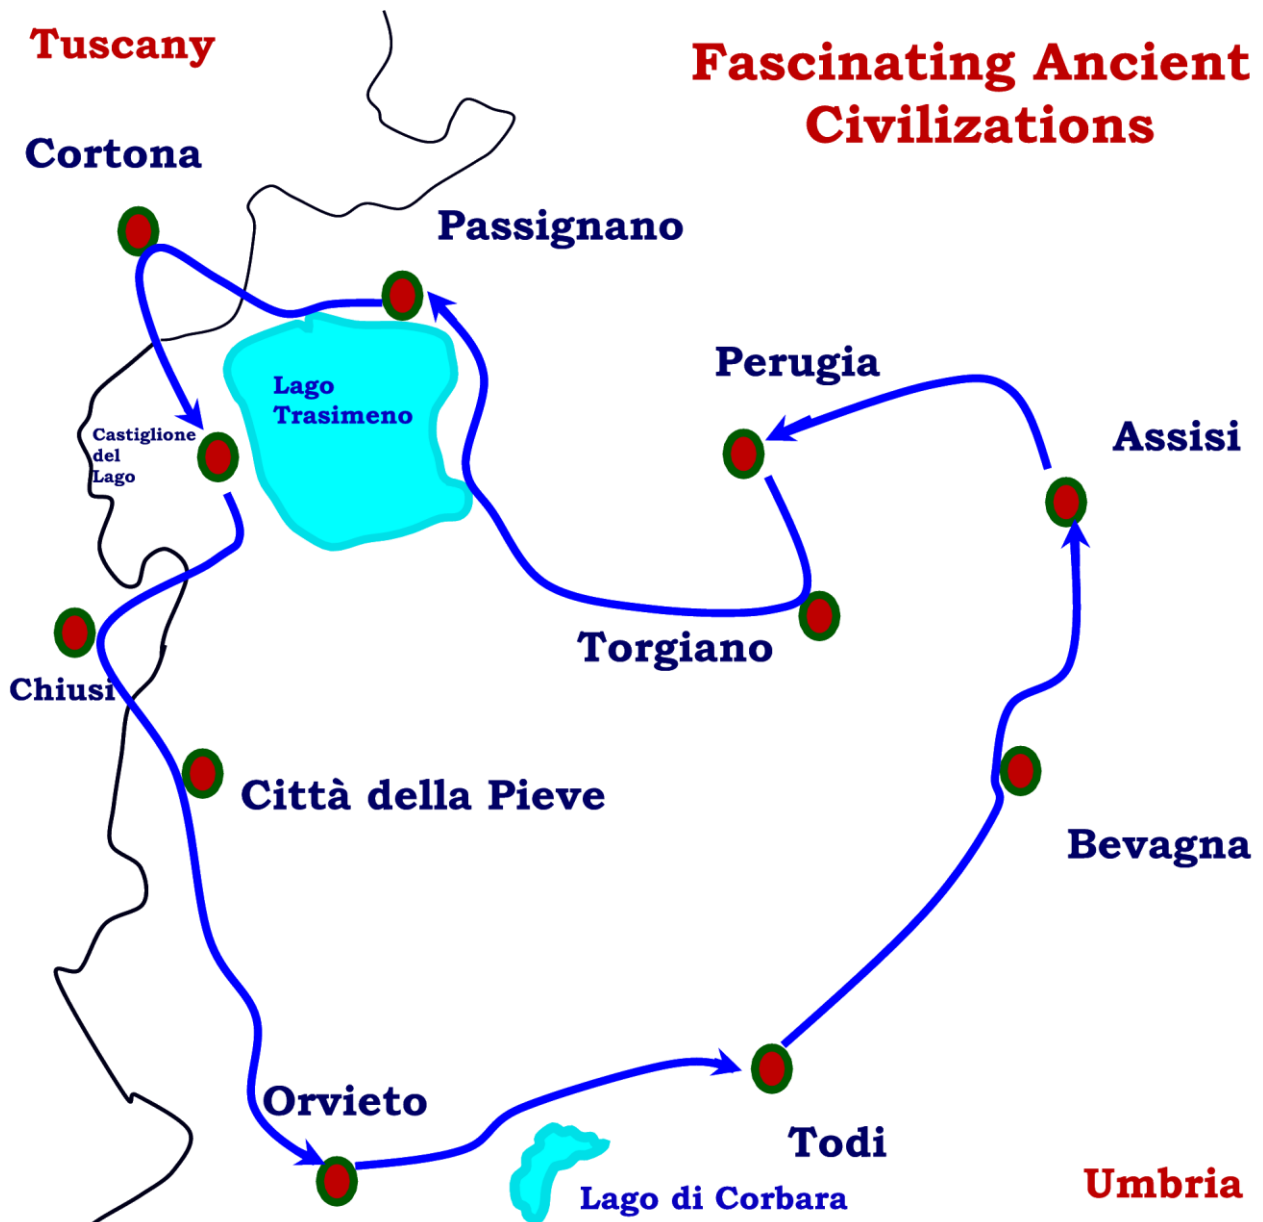 Tuscany
Fascinating Ancient
Civilizations
Cortona
Passignano
Perugia
Lago
Trasimeno
Assisi
Castiglione
del
Lago
Torgiano
Chiusi
Città della Pieve
Bevagna
Orvieto
Todi
Umbria
Lago di Corbara